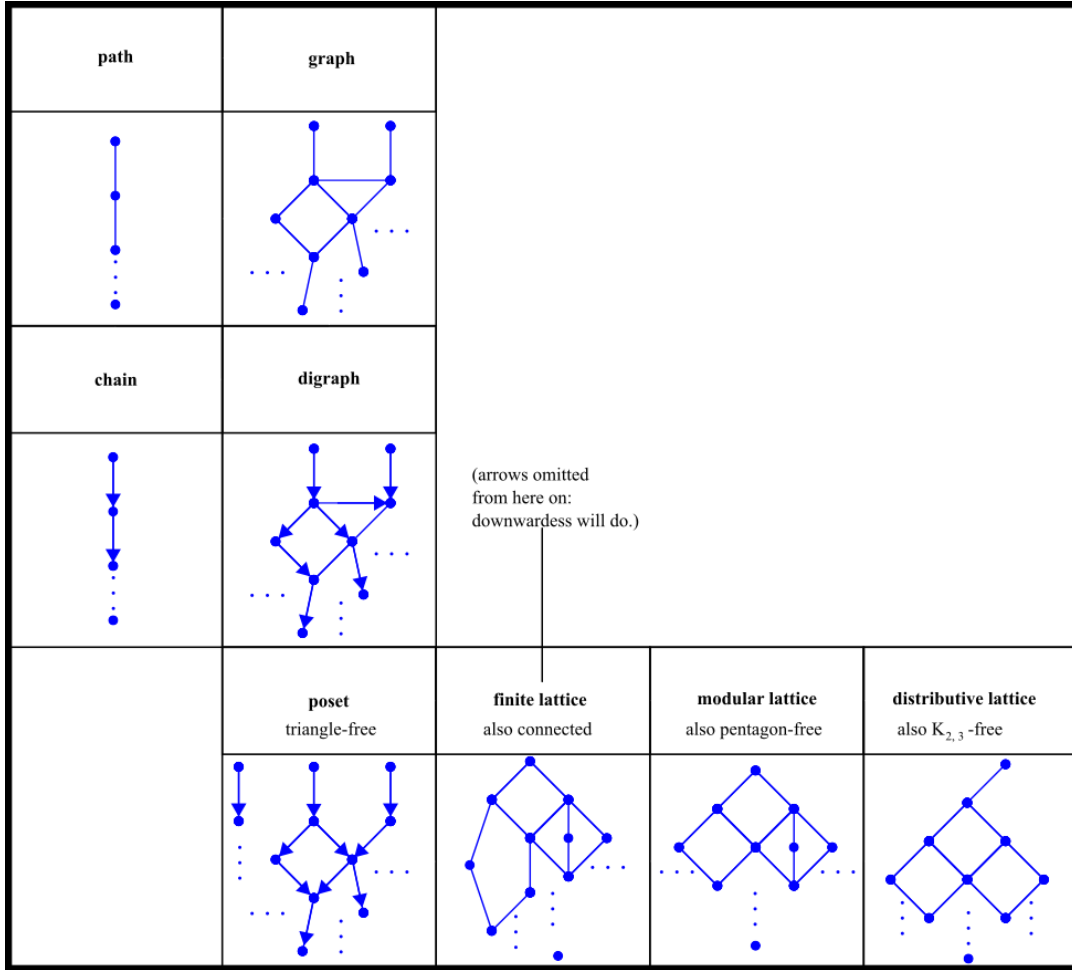 path
graph
chain
digraph
(arrows omitted
from here on:
downwardess will do.)
poset
triangle-free
finite lattice
also connected
modular lattice
also pentagon-free
distributive lattice
also K2, 3 -free